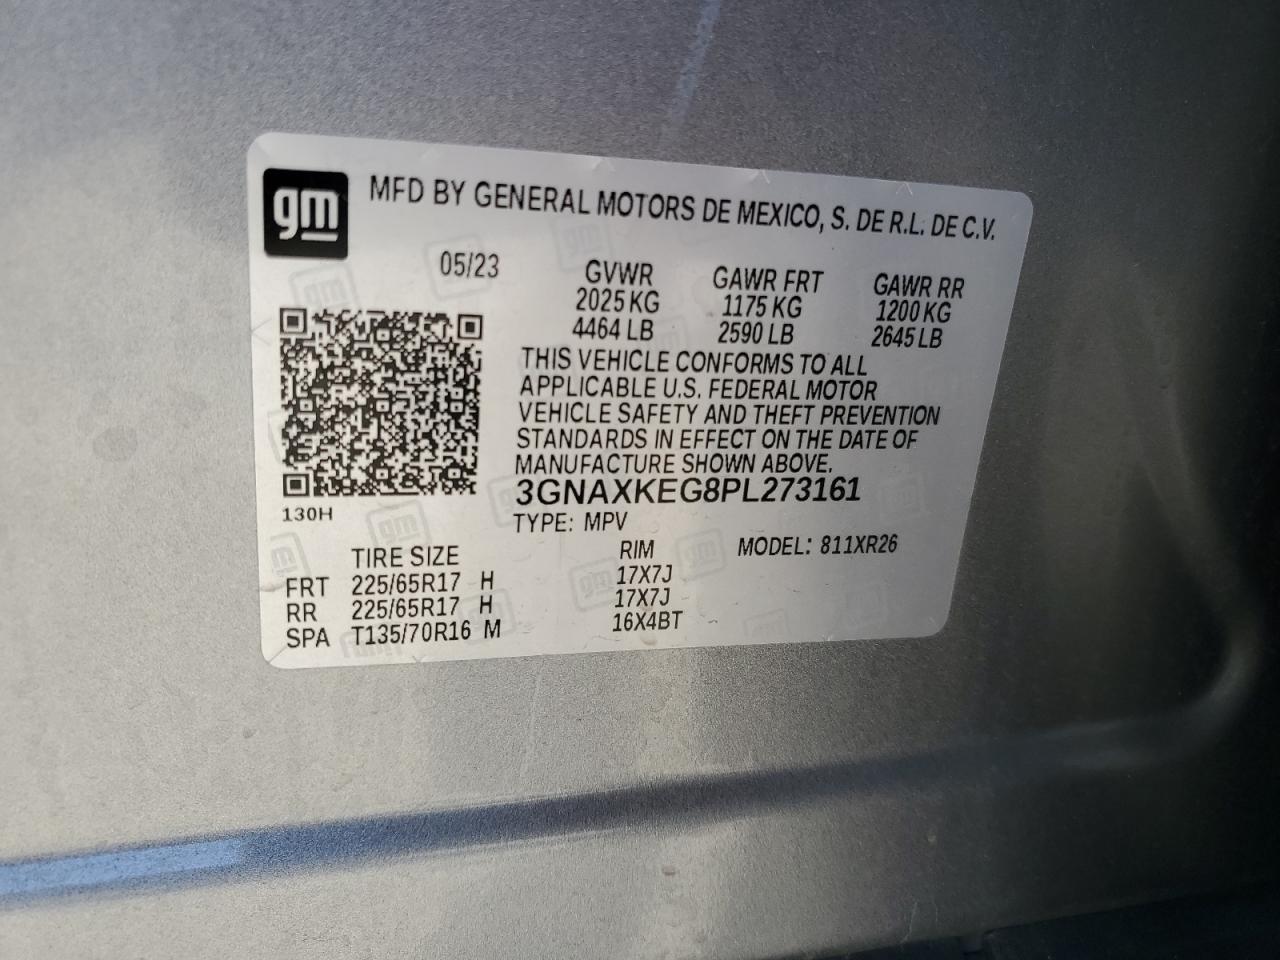 gm MFD BY GENERAL MOTORS DE MEXICO, S. DE R.L. DE C.V.
05/23 GVWR GAWR FRT GAWR RR
2025 KG 1175 KG 1200 KG
4464 LB 2590 LB 2645 LB
THIS VEHICLE CONFORMS TO ALL
APPLICABLE U.S. FEDERAL MOTOR
VEHICLE SAFETY AND THEFT PREVENTION
STANDARDS IN EFFECT ON THE DATE OF
MANUFACTURE SHOWN ABOVE.
3GNAXKEG8PL273161
130H
TYPE: MPV
TIRE SIZE RIM MODEL: 811XR26
FRT 225/65R17 H 17X7J
RR 225/65R17 H 17X7J
SPA T135/70R16 M 16X4BT